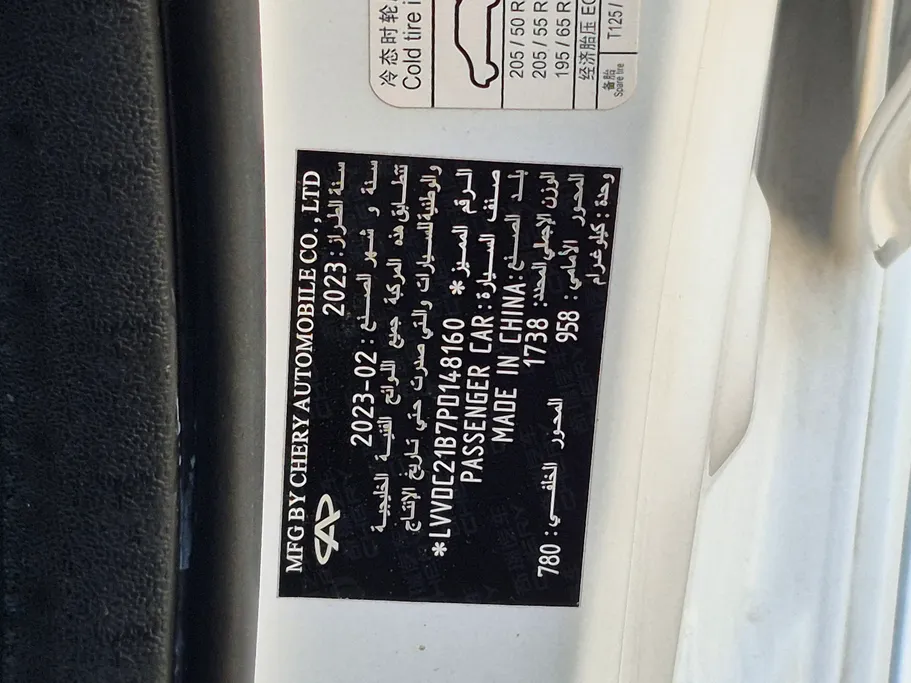 冷态时轮
Cold tire i
205 / 50 R
205 / 55 R
195 / 65 R
经济胎压 EC
备胎
Spare tire
T125 /
MFG BY CHERY AUTOMOBILE CO. , LTD
سنة الطراز: 2023
سنة و شهر الصنع: 2023-02
تتطابق هذه المركبة جميع اللوائح الفنية الخليجية
والوطنية للسيارات والتي صدرت حتى تاريخ الإنتاج
الرقم المميز *LVVDC21B7PD148160 *
صنف السيارة: PASSENGER CAR
بلد الصنع: MADE IN CHINA
الوزن الإجمالي المحدد: 1738
المحور الأمامي: 958 المحور الخلفي: 780
وحدة: كيلوغرام